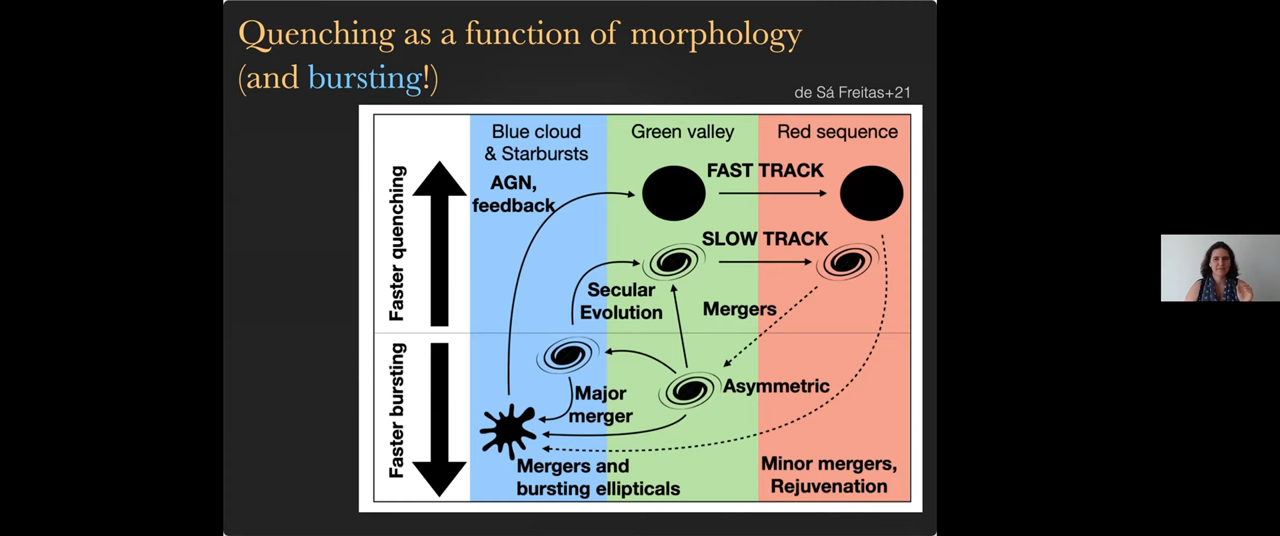 Quenching as a function of morphology
(and bursting!)
de Sá Freitas+21
Blue cloud
& Starbursts
Green valley
Red sequence
Faster quenching
AGN,
feedback
FAST TRACK
SLOW TRACK
Secular
Evolution
Mergers
Faster bursting
Major
merger
Asymmetric
Mergers and
bursting ellipticals
Minor mergers,
Rejuvenation